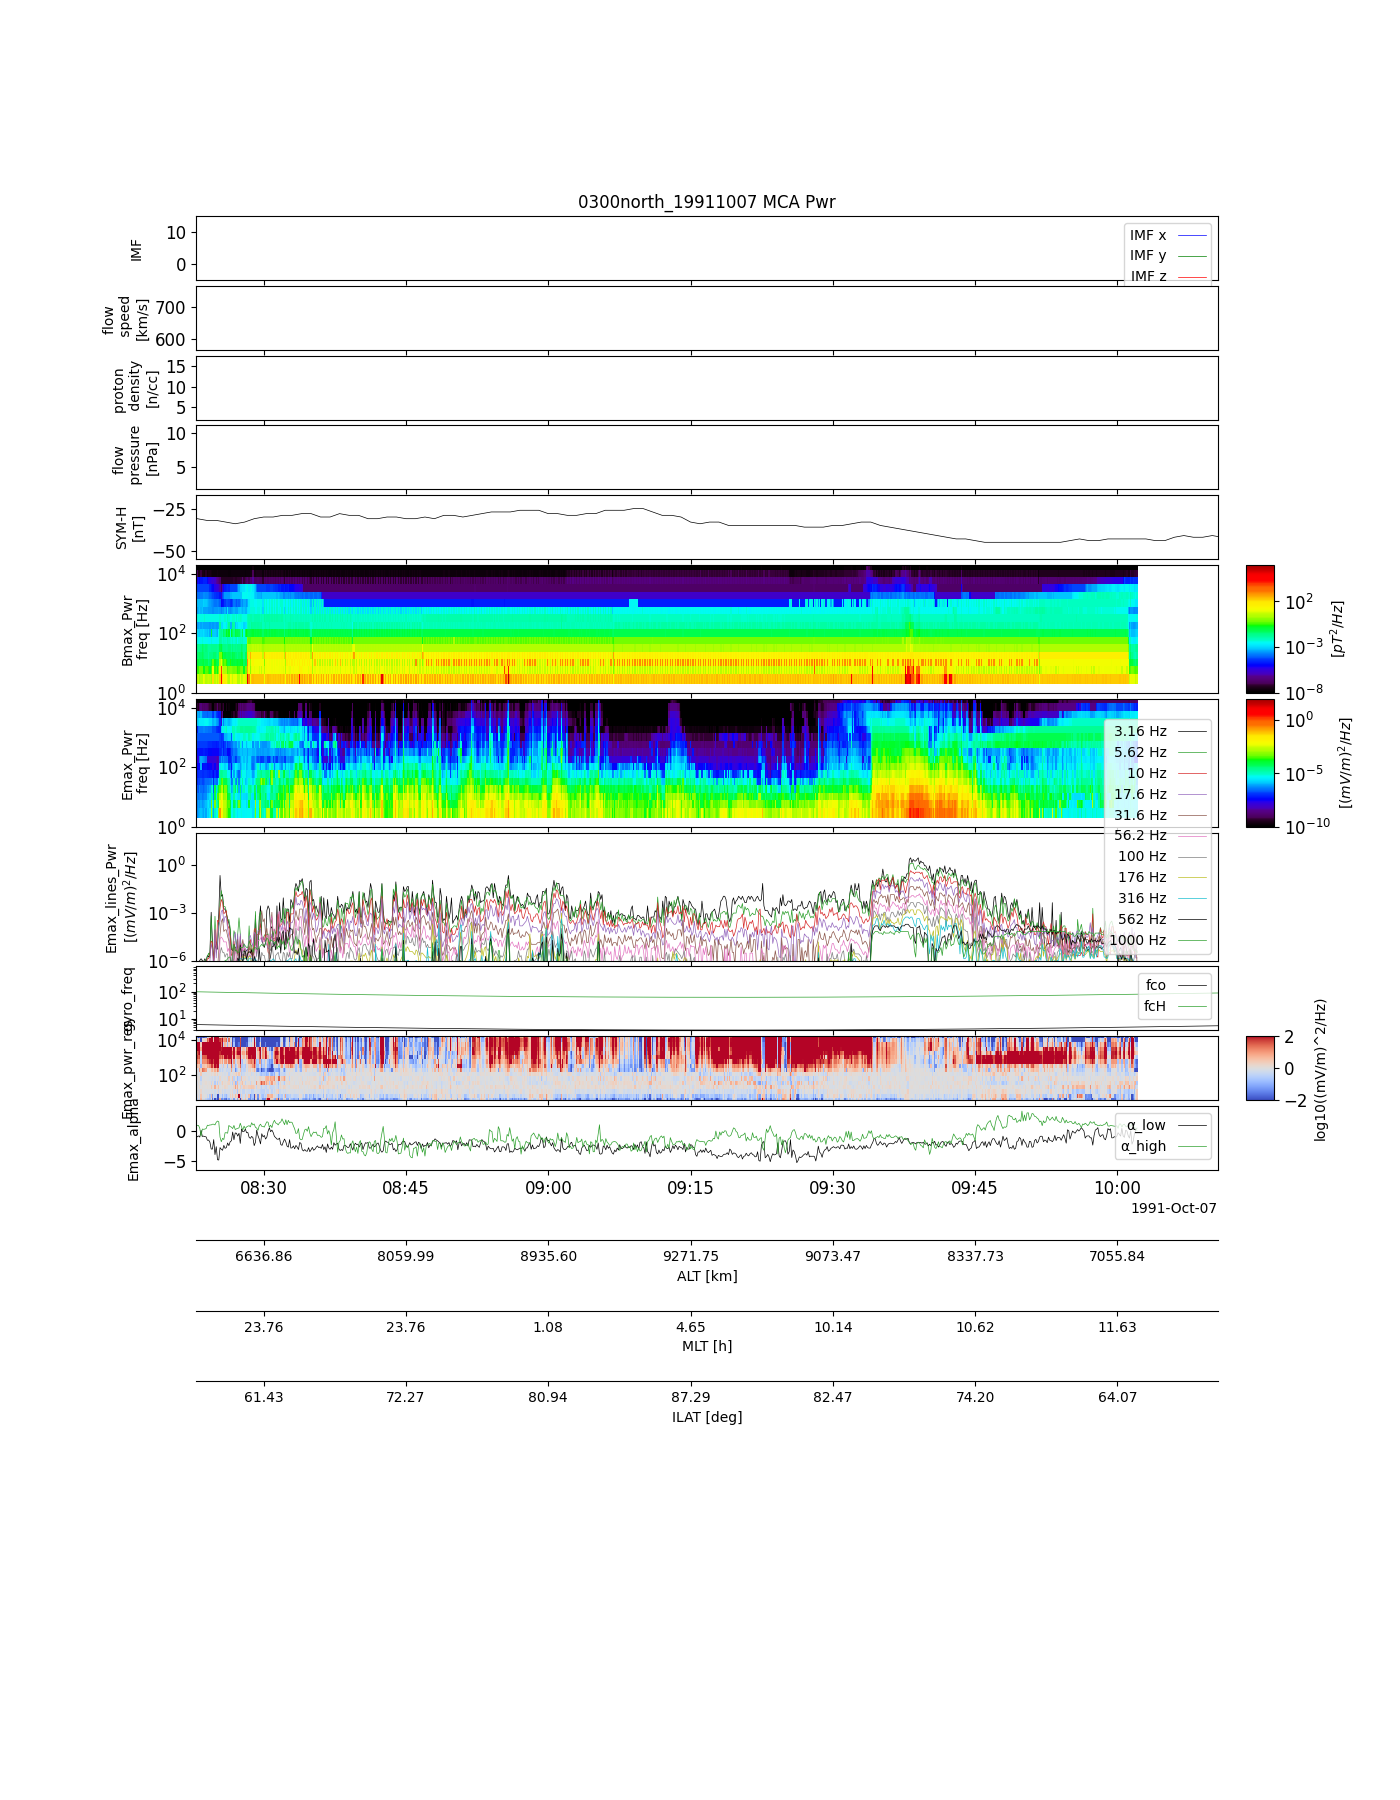 0300north_19911007 MCA Pwr
IMF
10
0
IMF x
IMF y
IMF z
flow
speed
[km/s]
700
600
proton
density
[n/cc]
15
10
5
flow
pressure
[nPa]
10
5
SYM-H
[nT]
−25
−50
Bmax_Pwr
freq [Hz]
10^4
10^2
10^0
10^2
10^−3
10^−8
[pT^2/Hz]
Emax_Pwr
freq [Hz]
10^4
10^2
10^0
10^0
10^−5
10^−10
[(mV/m)^2/Hz]
Emax_lines_Pwr
[(mV/m)^2/Hz]
10^0
10^−3
10^−6
3.16 Hz
5.62 Hz
10 Hz
17.6 Hz
31.6 Hz
56.2 Hz
100 Hz
176 Hz
316 Hz
562 Hz
1000 Hz
gyro_freq
10^2
10^1
fco
fcH
Emax_pwr_reg
10^4
10^2
2
0
−2
log10((mV/m)^2/Hz)
Emax_alpha
0
−5
α_low
α_high
08:30 08:45 09:00 09:15 09:30 09:45 10:00
1991-Oct-07
6636.86 8059.99 8935.60 9271.75 9073.47 8337.73 7055.84
ALT [km]
23.76 23.76 1.08 4.65 10.14 10.62 11.63
MLT [h]
61.43 72.27 80.94 87.29 82.47 74.20 64.07
ILAT [deg]